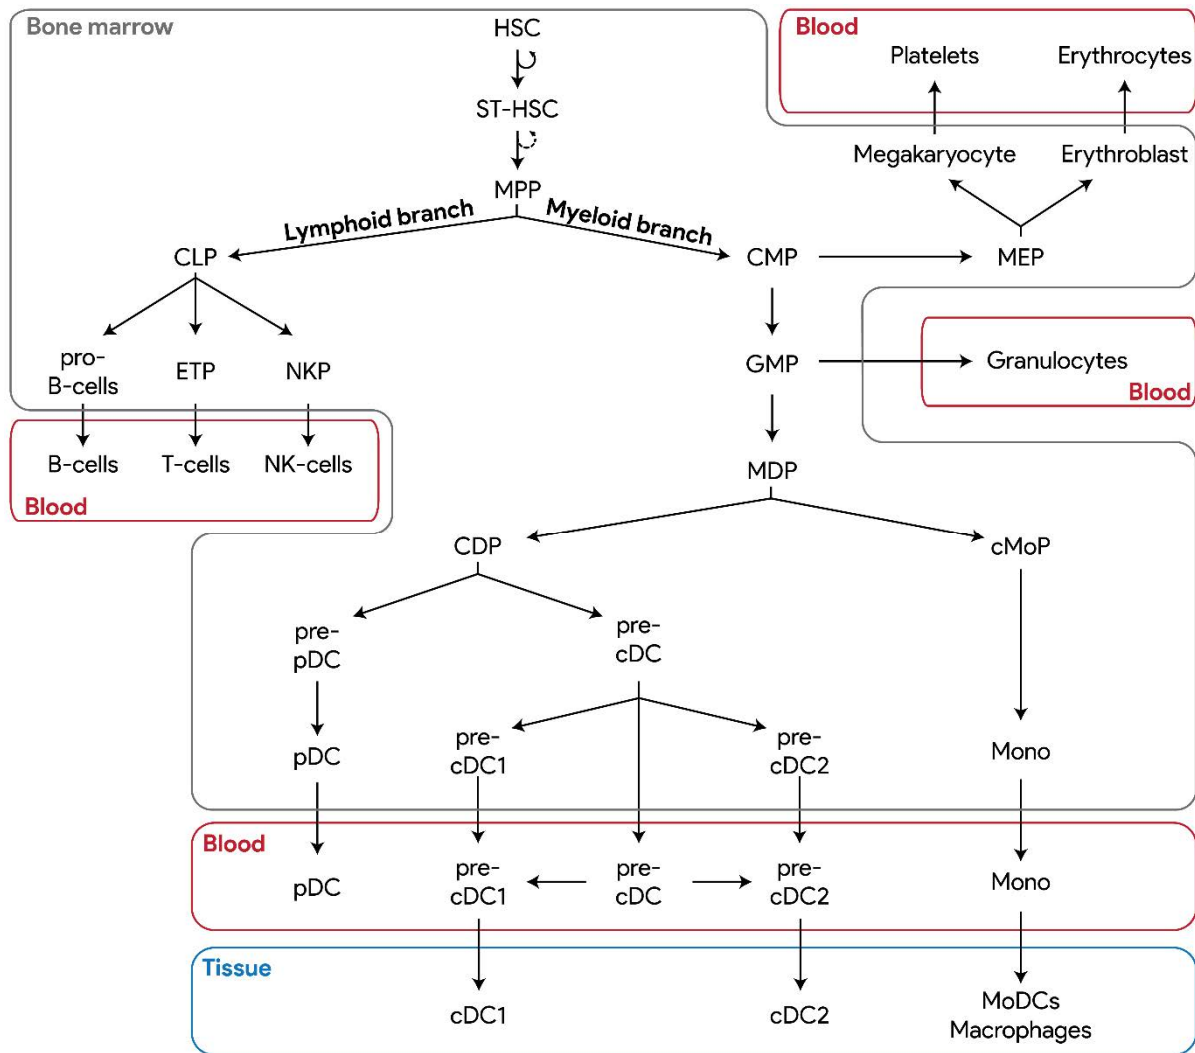 Bone marrow
HSC
Blood
Platelets
Erythrocytes
ST-HSC
Megakaryocyte
Erythroblast
MPP
Lymphoid branch
Myeloid branch
CLP
CMP
MEP
pro-
B-cells
ETP
NKP
GMP
Granulocytes
Blood
B-cells
T-cells
NK-cells
Blood
MDP
CDP
cMoP
pre-
pDC
pre-
cDC
pDC
pre-
cDC1
pre-
cDC2
Mono
Blood
pDC
pre-
cDC1
pre-
cDC
pre-
cDC2
Mono
Tissue
cDC1
cDC2
MoDCs
Macrophages